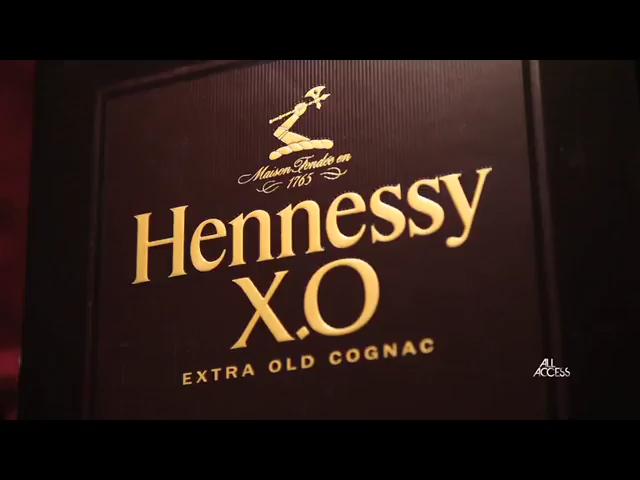 Maison Fondée en
1765
Hennessy
X.O
EXTRA OLD COGNAC
ALL
ACCESS